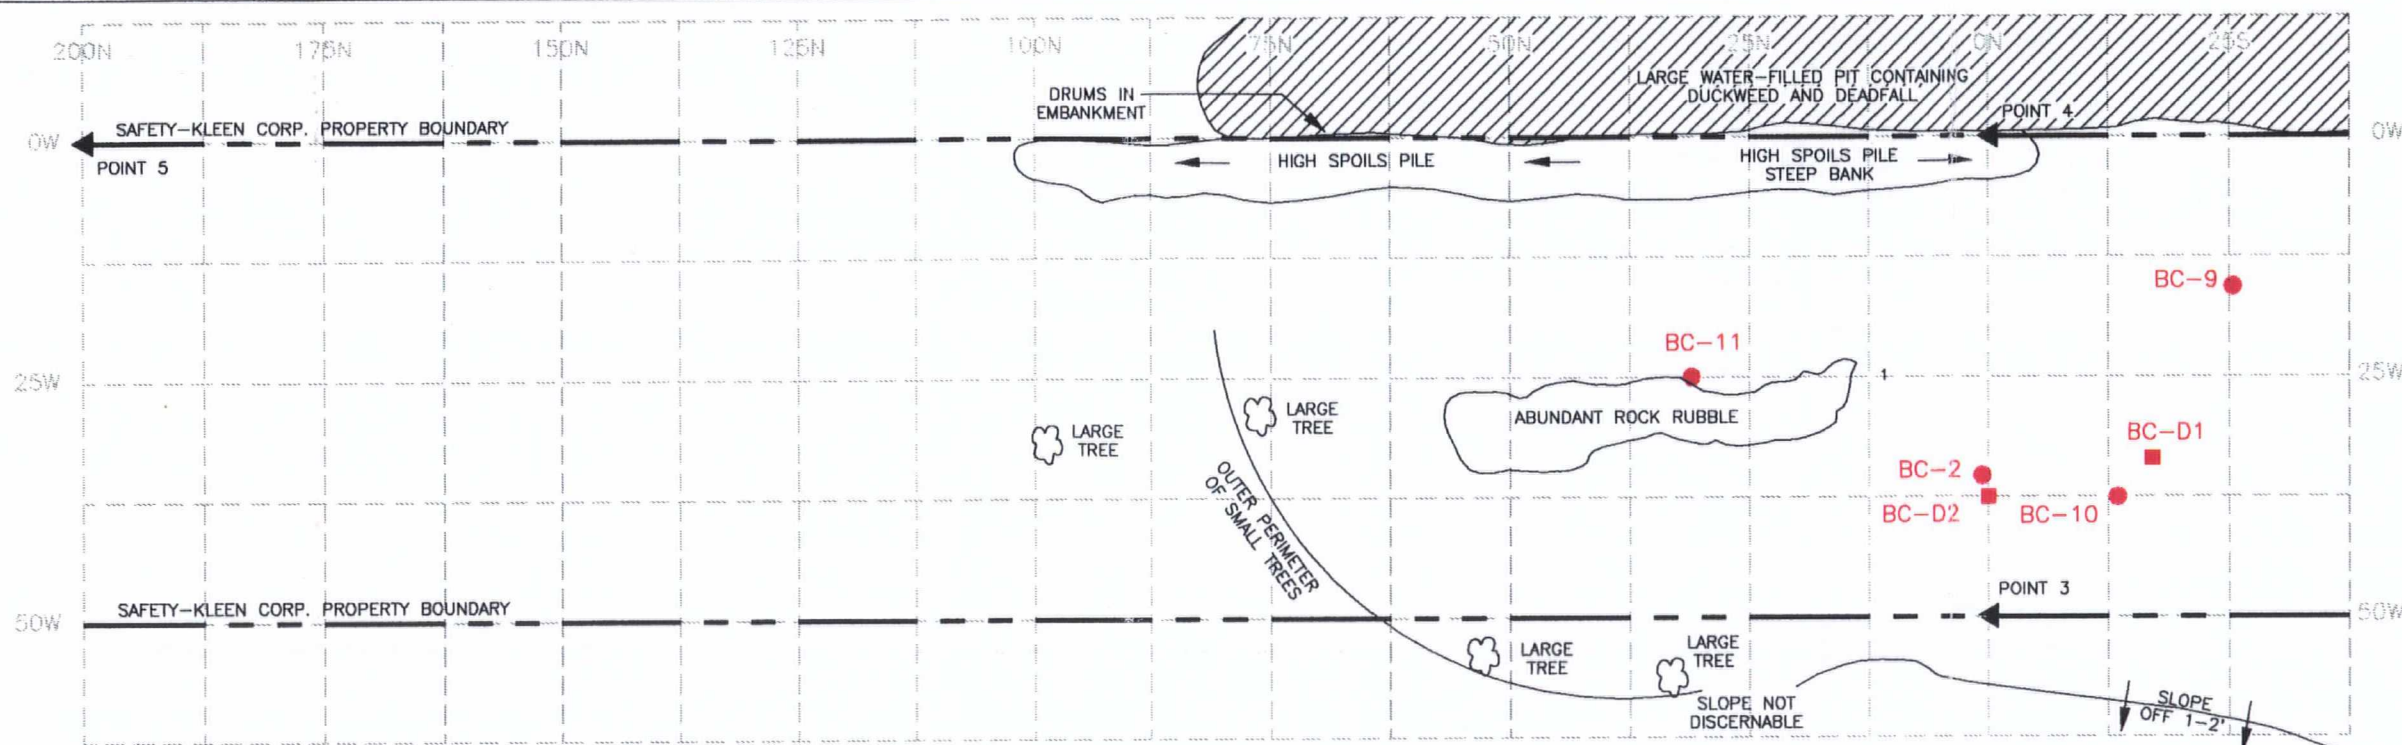 200N 175N 150N 125N 100N 75N 50N 25N 0N 25S
LARGE WATER-FILLED PIT CONTAINING
DUCKWEED AND DEADFALL
DRUMS IN
EMBANKMENT
POINT 4
SAFETY-KLEEN CORP. PROPERTY BOUNDARY
0W
0W
POINT 5
HIGH SPOILS PILE
HIGH SPOILS PILE
STEEP BANK
BC-9
BC-11
25W
1
25W
LARGE
TREE
ABUNDANT ROCK RUBBLE
LARGE
TREE
BC-D1
BC-2
BC-D2
BC-10
OUTER PERIMETER
OF SMALL TREES
POINT 3
SAFETY-KLEEN CORP. PROPERTY BOUNDARY
50W
50W
LARGE
TREE
LARGE
TREE
SLOPE NOT
DISCERNABLE
SLOPE
OFF 1-2'